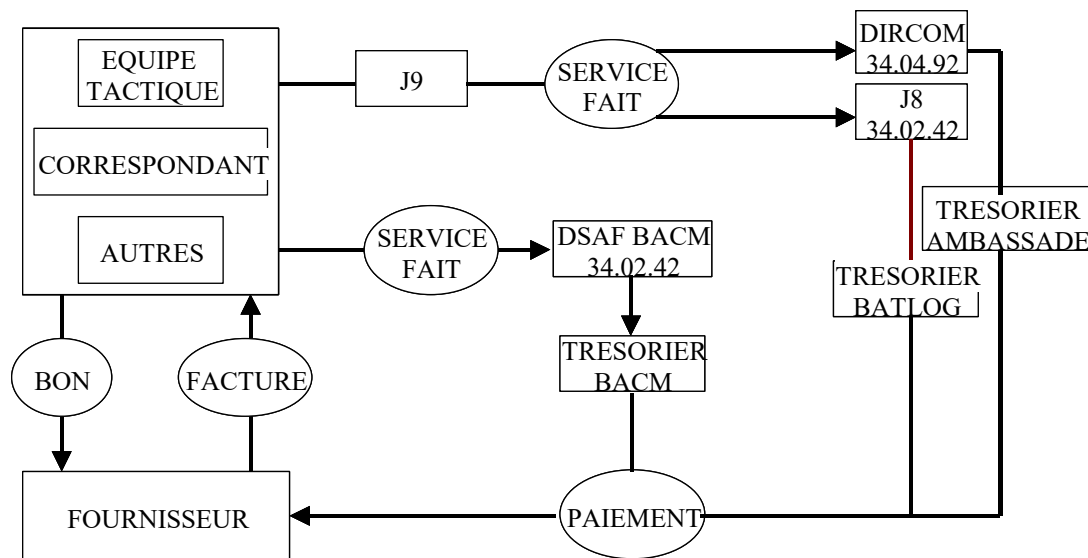 EQUIPE
TACTIQUE
CORRESPONDANT
AUTRES
J9
SERVICE
FAIT
DIRCOM
34.04.92
J8
34.02.42
SERVICE
FAIT
DSAF BACM
34.02.42
TRESORIER
AMBASSADE
TRESORIER
BATLOG
TRESORIER
BACM
BON
FACTURE
FOURNISSEUR
PAIEMENT